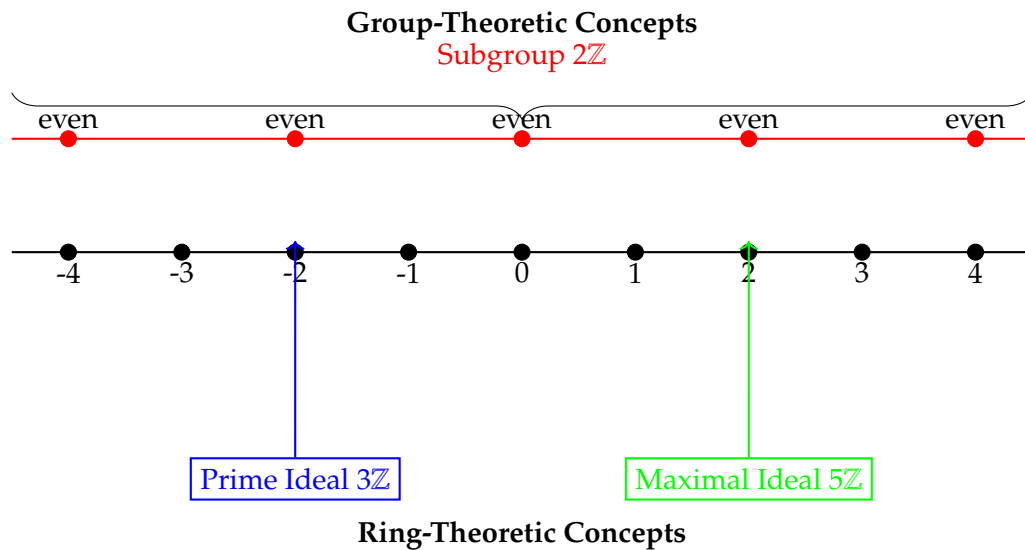 Group-Theoretic Concepts
Subgroup 2ℤ
even even even even even
-4 -3 -2 -1 0 1 2 3 4
Prime Ideal 3ℤ Maximal Ideal 5ℤ
Ring-Theoretic Concepts